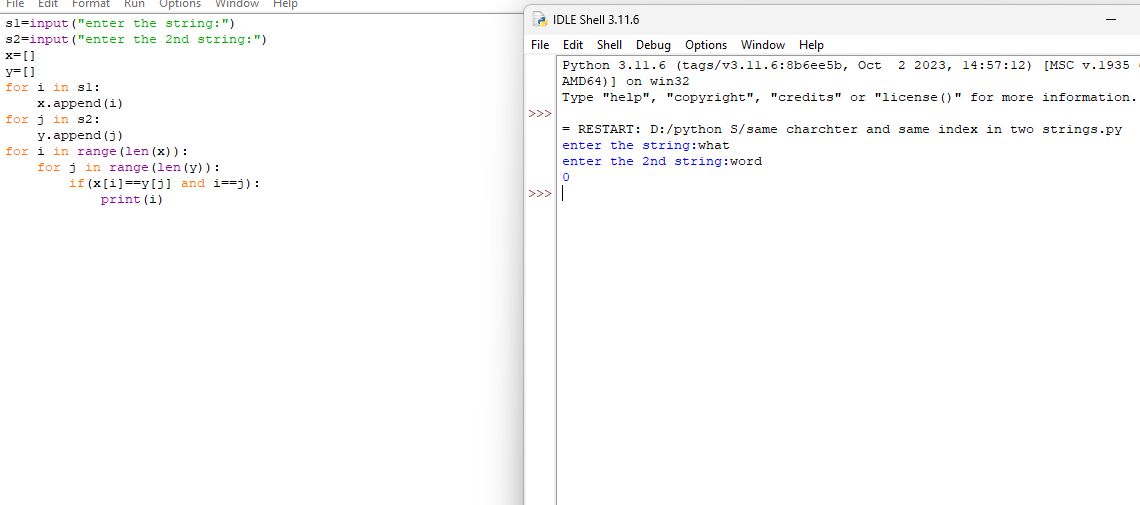 File Edit Format Run Options Window Help
s1=input("enter the string:")
s2=input("enter the 2nd string:")
x=[]
y=[]
for i in s1:
    x.append(i)
for j in s2:
    y.append(j)
for i in range(len(x)):
    for j in range(len(y)):
        if(x[i]==y[j] and i==j):
            print(i)
IDLE Shell 3.11.6
File Edit Shell Debug Options Window Help
Python 3.11.6 (tags/v3.11.6:8b6ee5b, Oct  2 2023, 14:57:12) [MSC v.1935
AMD64)] on win32
Type "help", "copyright", "credits" or "license()" for more information.
>>>
= RESTART: D:/python S/same charchter and same index in two strings.py
enter the string:what
enter the 2nd string:word
0
>>>